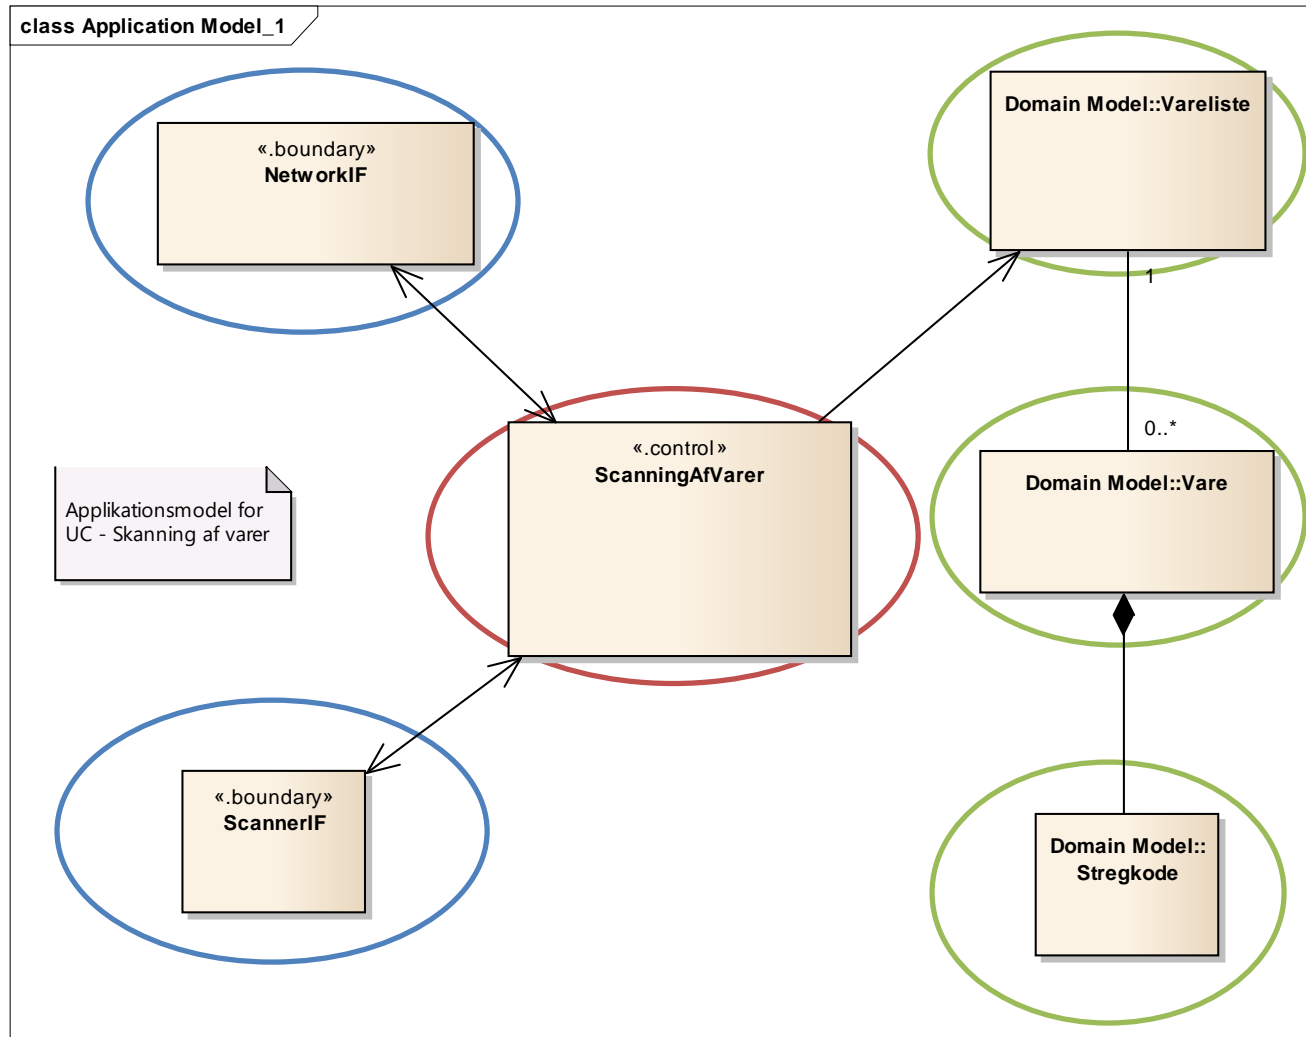 class Application Model_1
«.boundary»
NetworkIF
Domain Model::Vareliste
1
0..*
«.control»
ScanningAfVarer
Domain Model::Vare
Applikationsmodel for
UC - Skanning af varer
«.boundary»
ScannerIF
Domain Model::
Stregkode